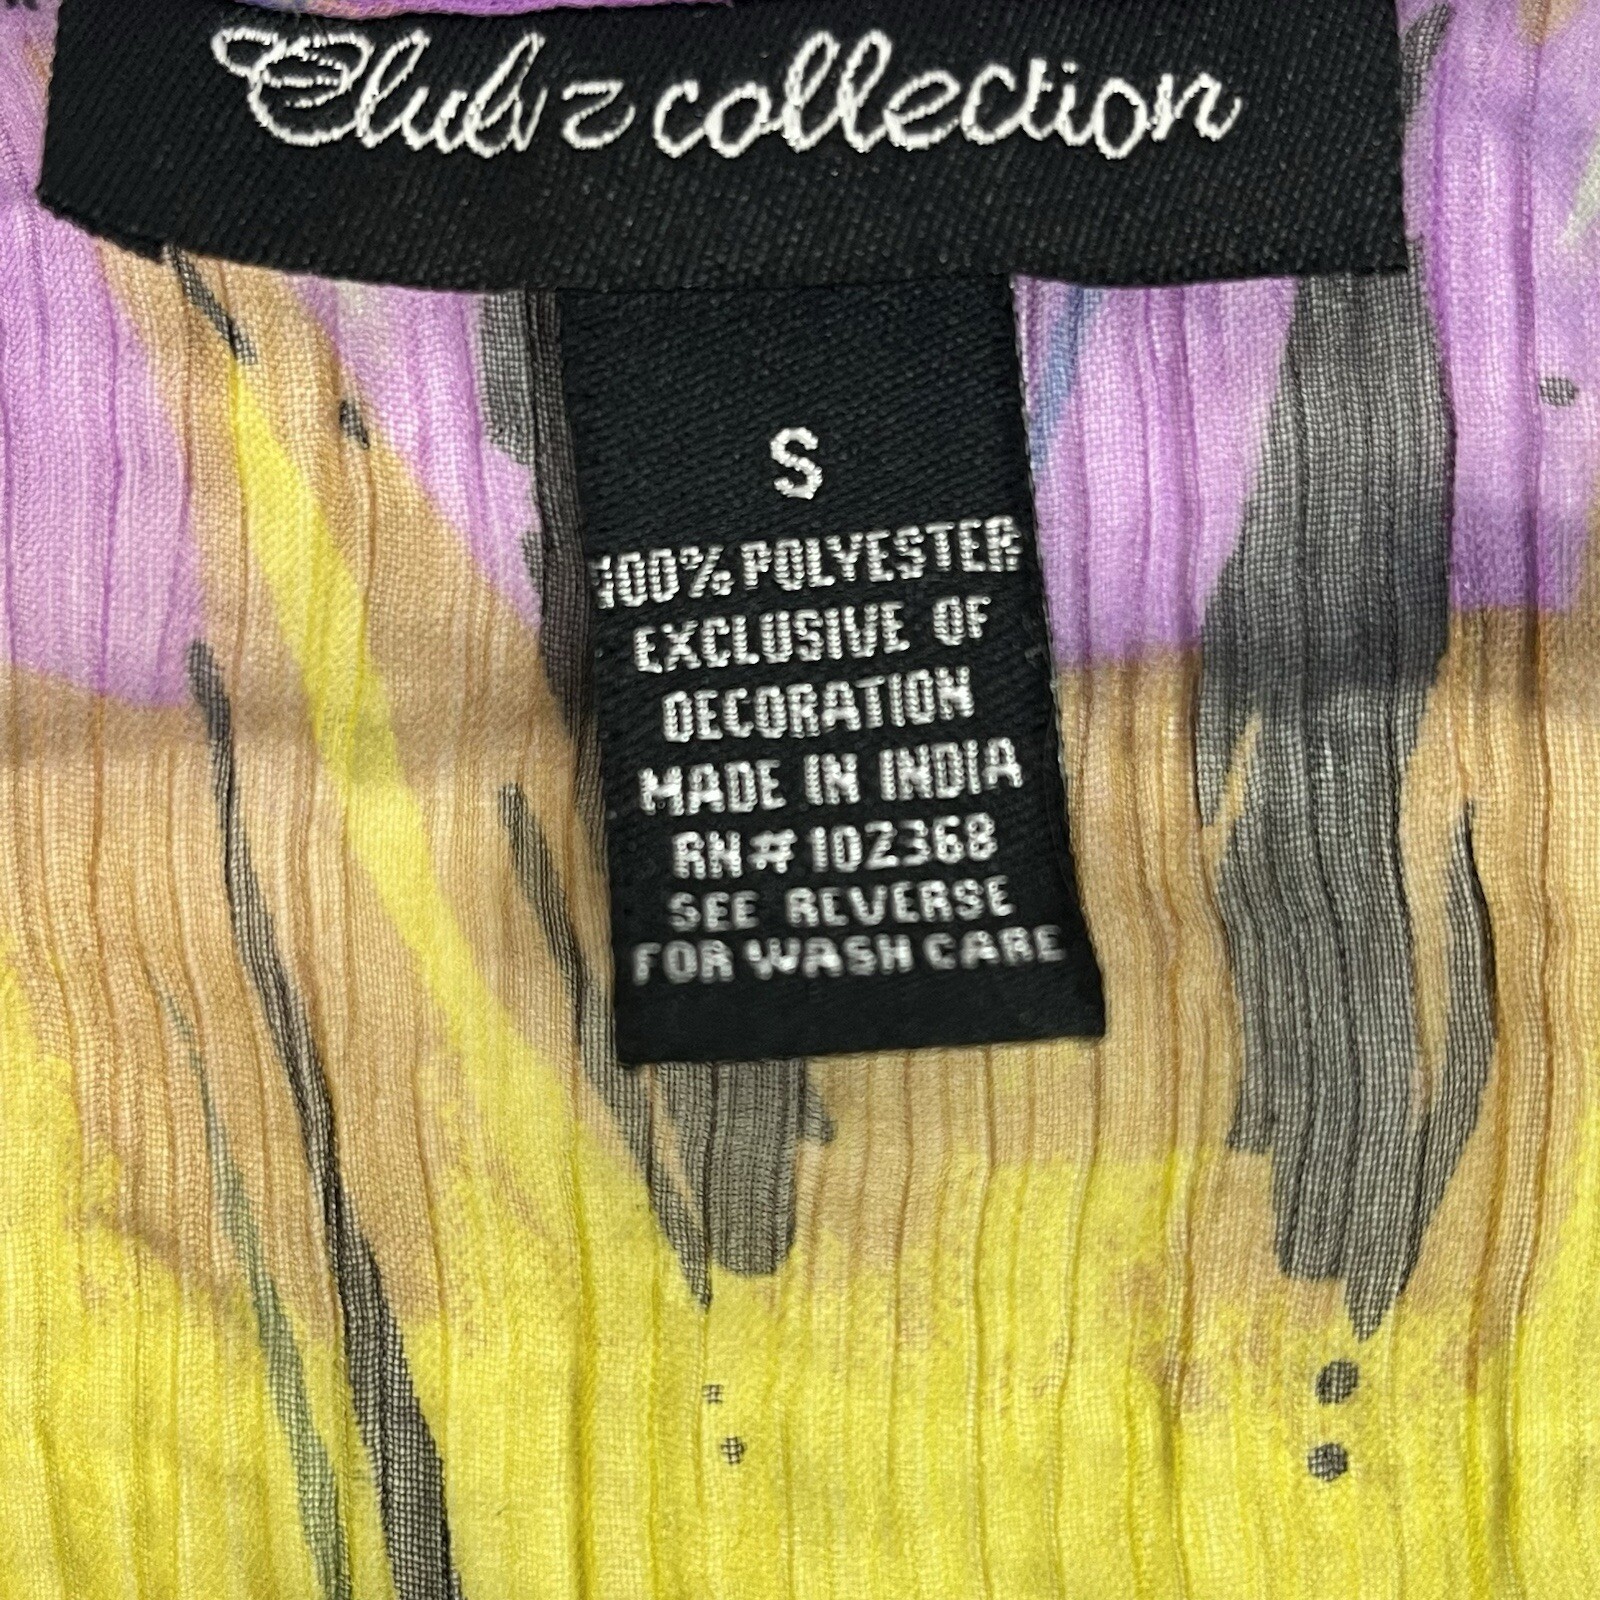 Club z collection
S
100% POLYESTER
EXCLUSIVE OF
DECORATION
MADE IN INDIA
RN# 102368
SEE REVERSE
FOR WASH CARE